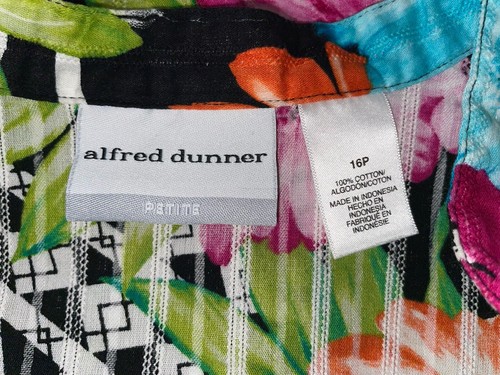 alfred dunner
PETITE
16P
100% COTTON/
ALGODÓN/COTON
MADE IN INDONESIA
HECHO EN
INDONESIA
FABRIQUÉ EN
INDONÉSIE